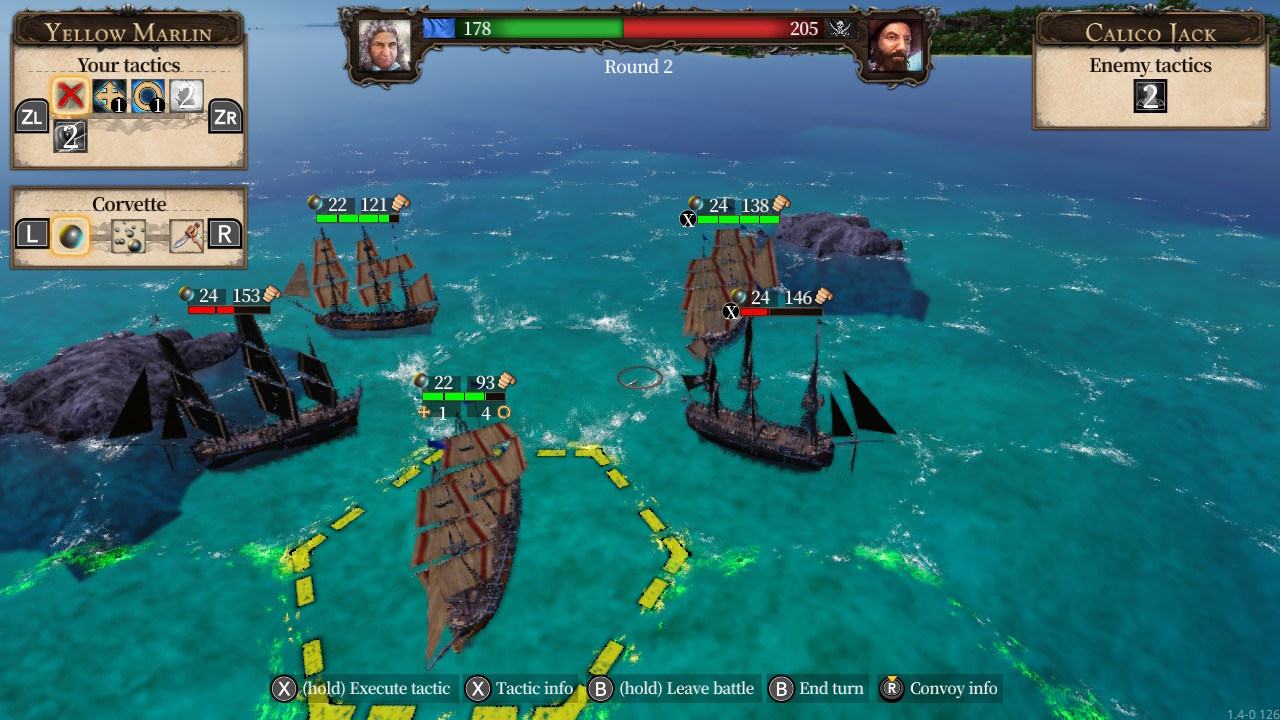 Yellow Marlin
Your tactics
ZL
1
1
2
ZR
2
Corvette
L
R
178
205
Round 2
Calico Jack
Enemy tactics
2
22 121
24 138
X
24 153
24 146
X
22 93
1 4
X (hold) Execute tactic
X Tactic info
B (hold) Leave battle
B End turn
R Convoy info
1.4-0.126